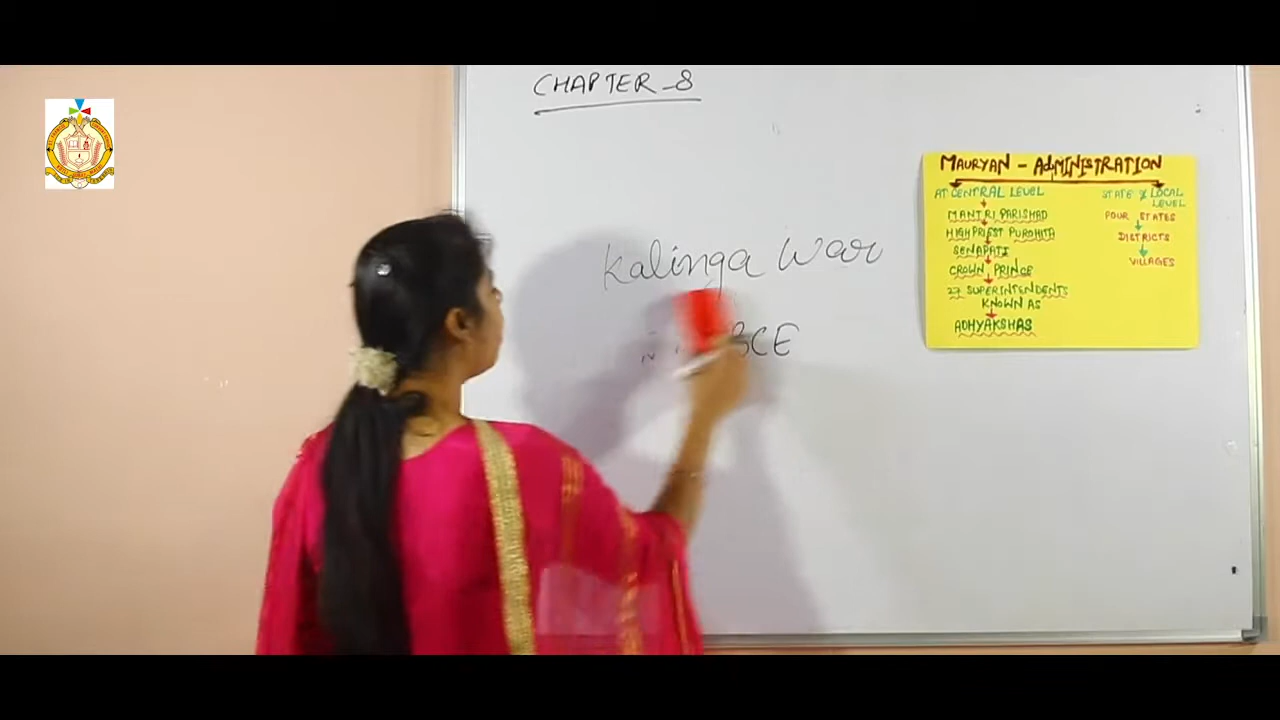 CHAPTER-8
kalinga war
BCE
MAURYAN - AdMINISTRATION
AT CENTRAL LEVEL
MANTRI PARISHAD
HIGH PRIEST PUROHITA
SENAPATI
CROWN PRINCE
27 SUPERINTENDENTS
KNOWN AS
ADHYAKSHAS
STATE & LOCAL
LEVEL
FOUR STATES
DISTRICTS
VILLAGES